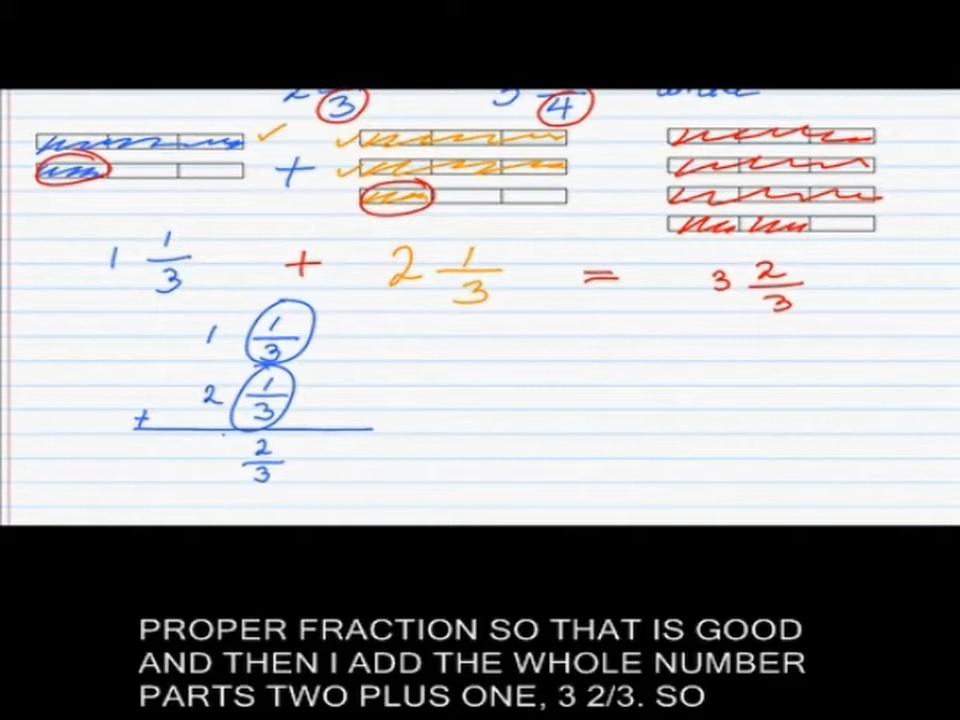 3 4
+
1 1/3 + 2 1/3 = 3 2/3
1 1/3
2 1/3
+
2/3
PROPER FRACTION SO THAT IS GOOD
AND THEN I ADD THE WHOLE NUMBER
PARTS TWO PLUS ONE, 3 2/3. SO